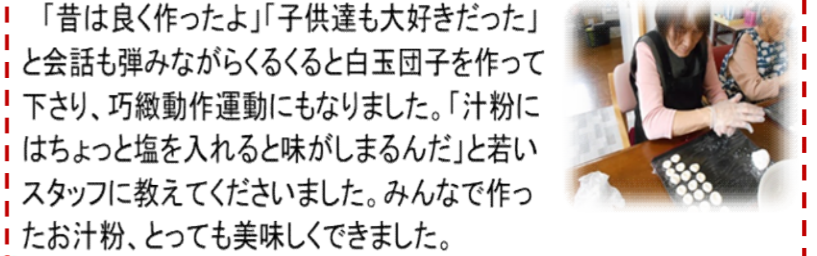 「昔は良く作ったよ」「子供達も大好きだった」
と会話も弾みながらくるくると白玉団子を作って
下さり、巧緻動作運動にもなりました。「汁粉に
はちょっと塩を入れると味がしまるんだ」と若い
スタッフに教えてくださいました。みんなで作っ
たお汁粉、とっても美味しくできました。